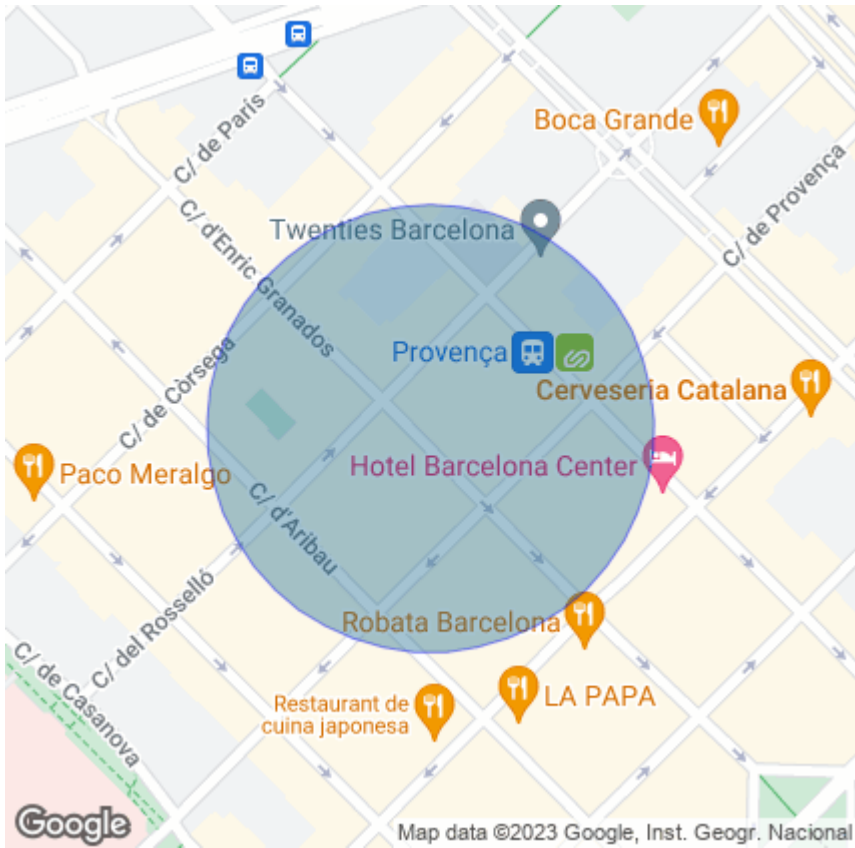 C/ de París
Boca Grande
C/ de Provença
C/ d'Enric Granados
Twenties Barcelona
C/ de Còrsega
Provença
Cerveseria Catalana
Paco Meralgo
Hotel Barcelona Center
C/ d'Aribau
C/ del Rosselló
Robata Barcelona
C/ de Casanova
LA PAPA
Restaurant de
cuina japonesa
Google
Map data ©2023 Google, Inst. Geogr. Nacional